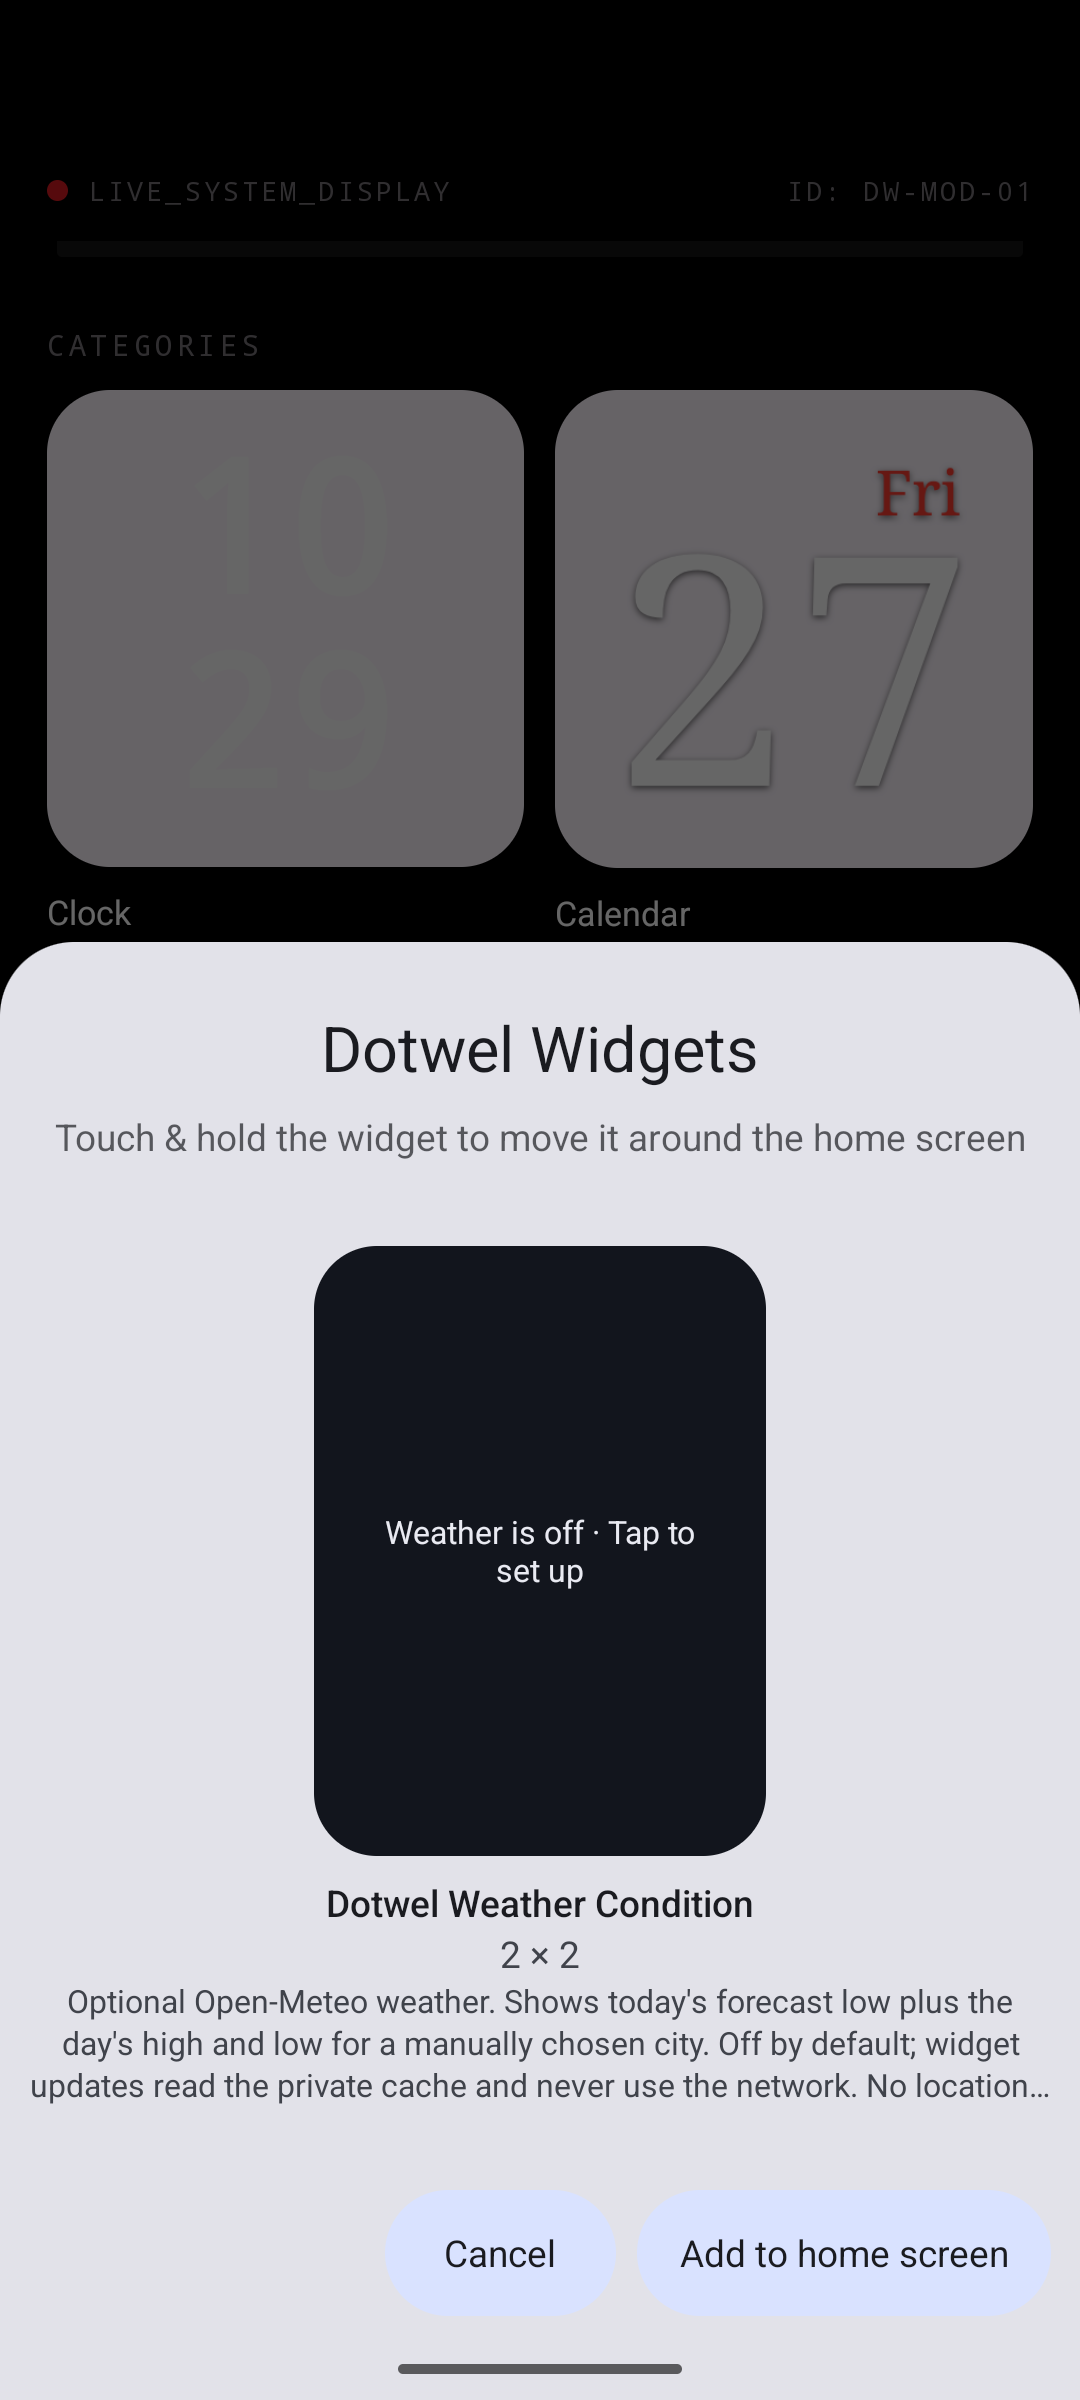 LIVE_SYSTEM_DISPLAY
ID: DW-MOD-01
CATEGORIES
10
29
Fri
27
Clock
Calendar
Dotwel Widgets
Touch & hold the widget to move it around the home screen
Weather is off · Tap to
set up
Dotwel Weather Condition
2 × 2
Optional Open-Meteo weather. Shows today's forecast low plus the
day's high and low for a manually chosen city. Off by default; widget
updates read the private cache and never use the network. No location…
Cancel
Add to home screen